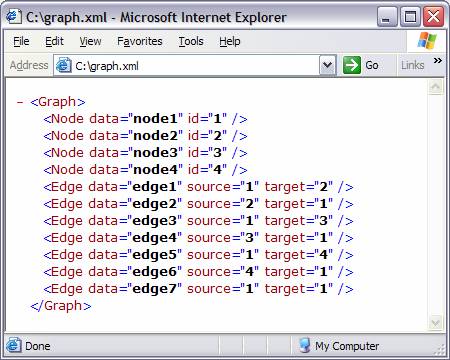 C:\graph.xml - Microsoft Internet Explorer
File Edit View Favorites Tools Help
Address C:\graph.xml Go Links »
- <Graph>
<Node data="node1" id="1" />
<Node data="node2" id="2" />
<Node data="node3" id="3" />
<Node data="node4" id="4" />
<Edge data="edge1" source="1" target="2" />
<Edge data="edge2" source="2" target="1" />
<Edge data="edge3" source="1" target="3" />
<Edge data="edge4" source="3" target="1" />
<Edge data="edge5" source="1" target="4" />
<Edge data="edge6" source="4" target="1" />
<Edge data="edge7" source="1" target="1" />
</Graph>
Done My Computer